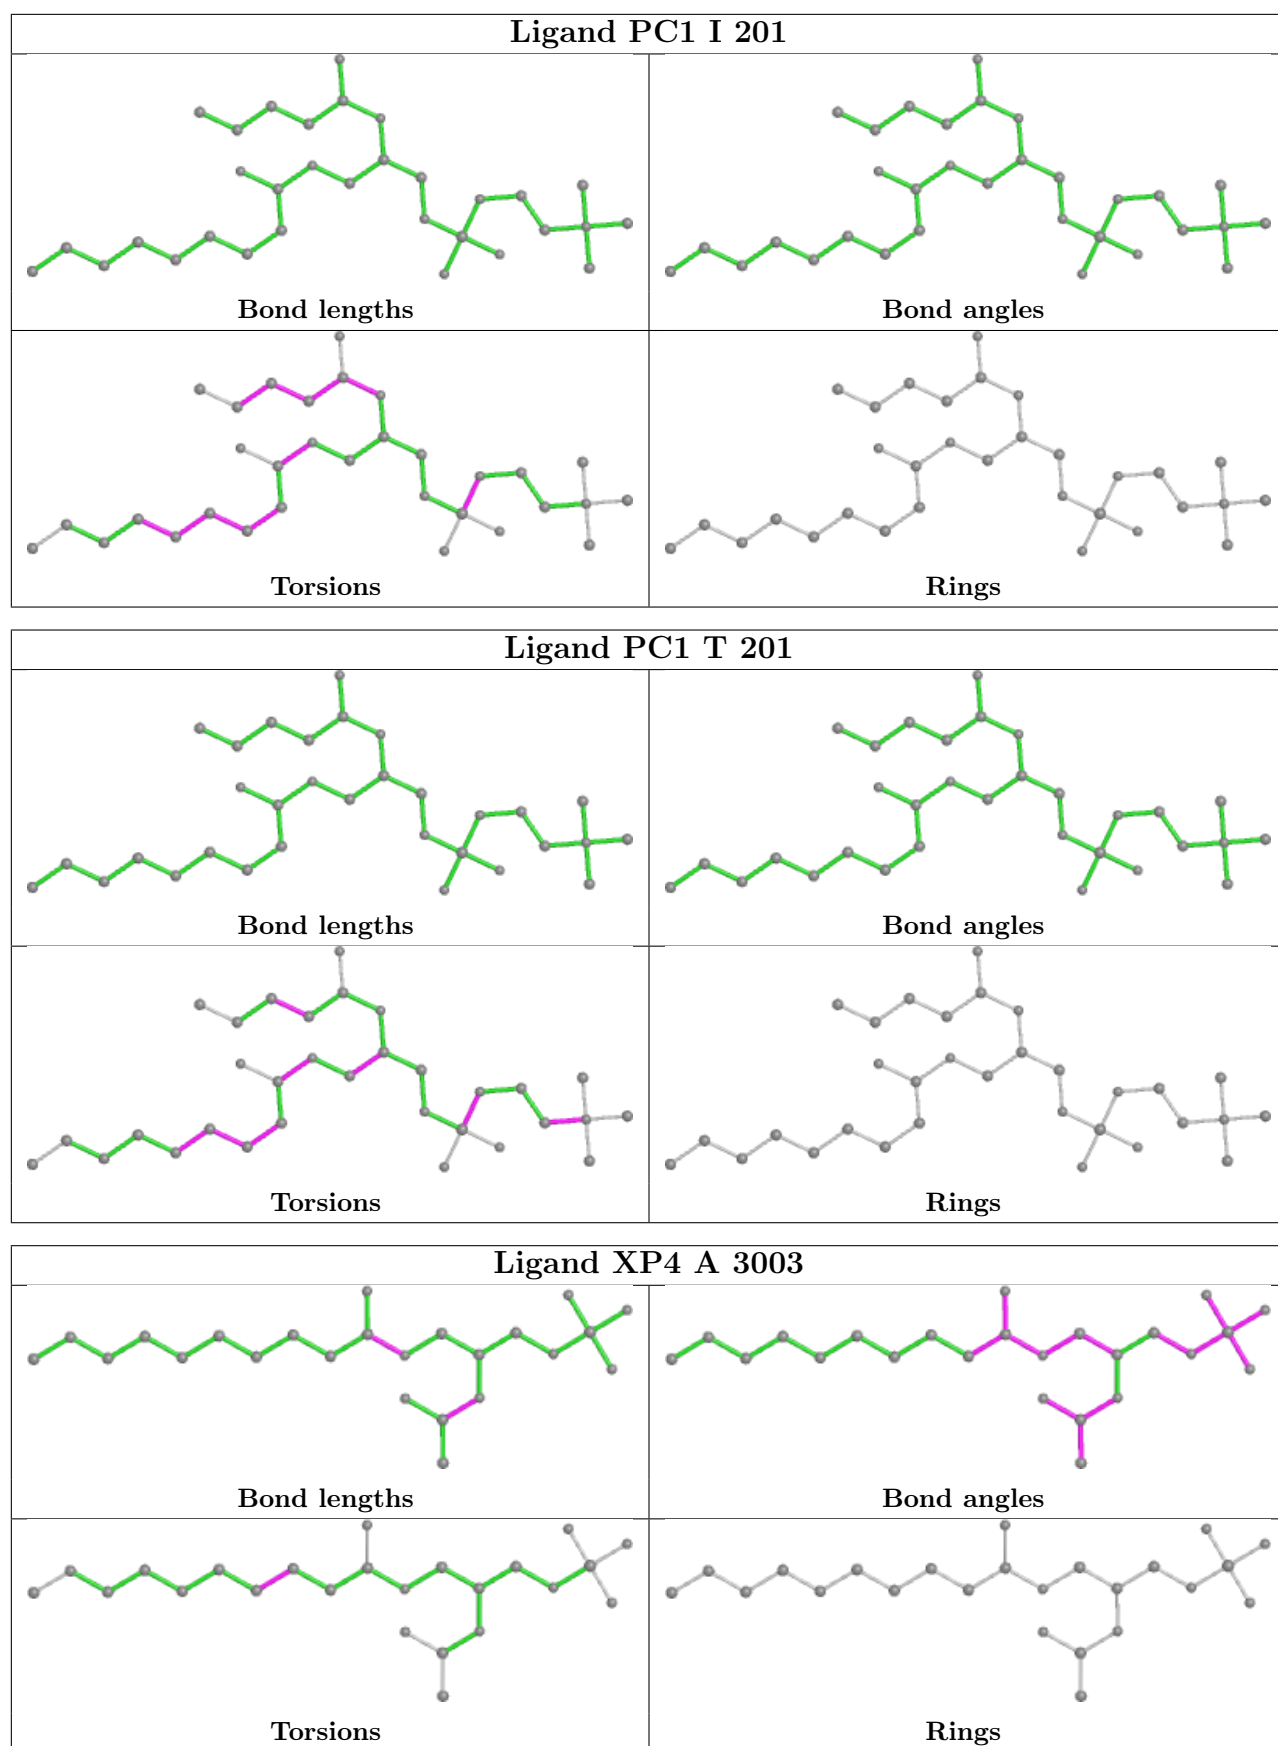 Ligand PC1 I 201
Bond lengths
Bond angles
Torsions
Rings
Ligand PC1 T 201
Bond lengths
Bond angles
Torsions
Rings
Ligand XP4 A 3003
Bond lengths
Bond angles
Torsions
Rings